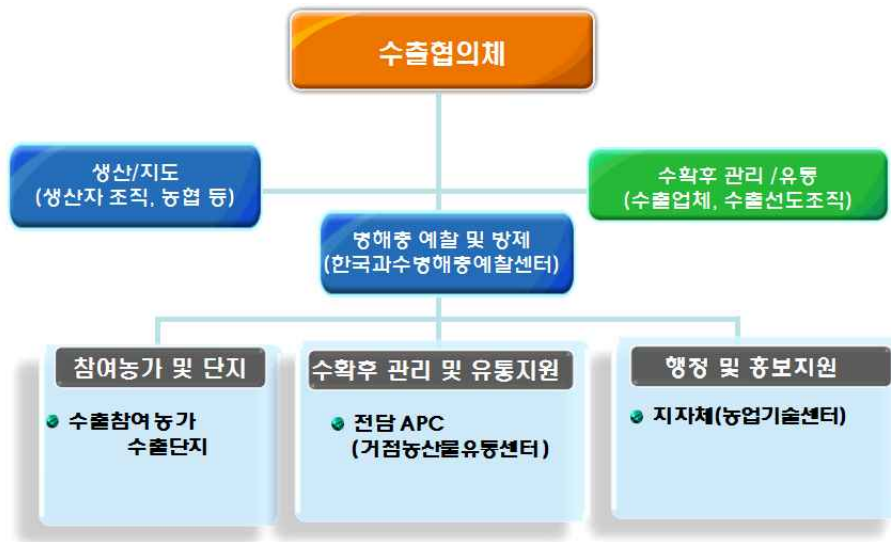 수출협의체
생산/지도
(생산자 조직, 농협 등)
수확후 관리 /유통
(수출업체, 수출선도조직)
병해충 예찰 및 방제
(한국과수병해충예찰센터)
참여농가 및 단지
수확후 관리 및 유통지원
행정 및 홍보지원
수출참여 농가
수출단지
전담 APC
(거점농산물유통센터)
지자체(농업기술센터)